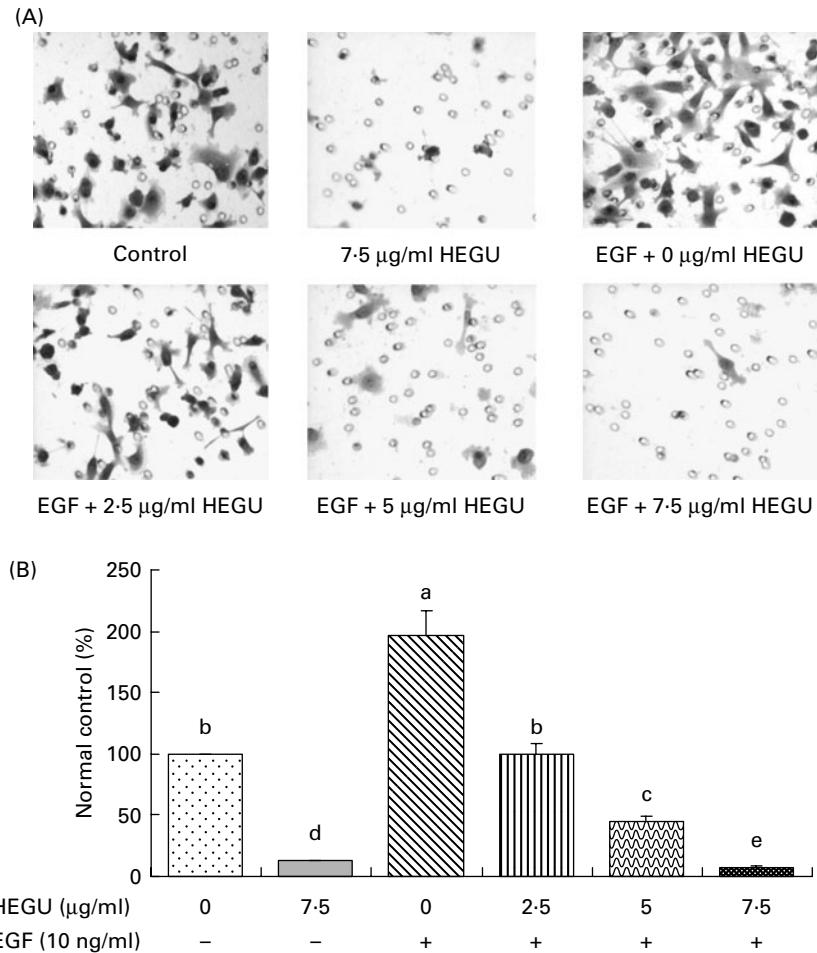 (A)
Control
7·5 µg/ml HEGU
EGF + 0 µg/ml HEGU
EGF + 2·5 µg/ml HEGU
EGF + 5 µg/ml HEGU
EGF + 7·5 µg/ml HEGU
(B)
Normal control (%)
250
200
150
100
50
0
b
d
a
b
c
e
HEGU (µg/ml) 0 7·5 0 2·5 5 7·5
EGF (10 ng/ml) – – + + + +